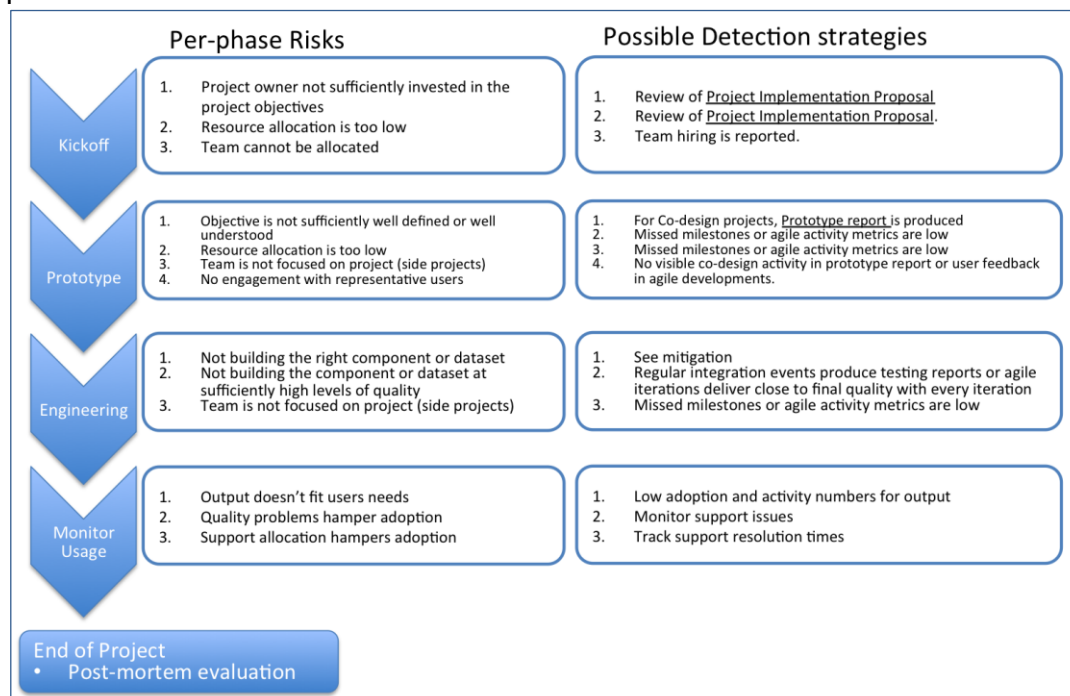 Per-phase Risks
Possible Detection strategies
Kickoff
1. Project owner not sufficiently invested in the
project objectives
2. Resource allocation is too low
3. Team cannot be allocated
1. Review of Project Implementation Proposal
2. Review of Project Implementation Proposal.
3. Team hiring is reported.
Prototype
1. Objective is not sufficiently well defined or well
understood
2. Resource allocation is too low
3. Team is not focused on project (side projects)
4. No engagement with representative users
1. For Co-design projects, Prototype report is produced
2. Missed milestones or agile activity metrics are low
3. Missed milestones or agile activity metrics are low
4. No visible co-design activity in prototype report or user feedback
in agile developments.
Engineering
1. Not building the right component or dataset
2. Not building the component or dataset at
sufficiently high levels of quality
3. Team is not focused on project (side projects)
1. See mitigation
2. Regular integration events produce testing reports or agile
iterations deliver close to final quality with every iteration
3. Missed milestones or agile activity metrics are low
Monitor
Usage
1. Output doesn't fit users needs
2. Quality problems hamper adoption
3. Support allocation hampers adoption
1. Low adoption and activity numbers for output
2. Monitor support issues
3. Track support resolution times
End of Project
• Post-mortem evaluation